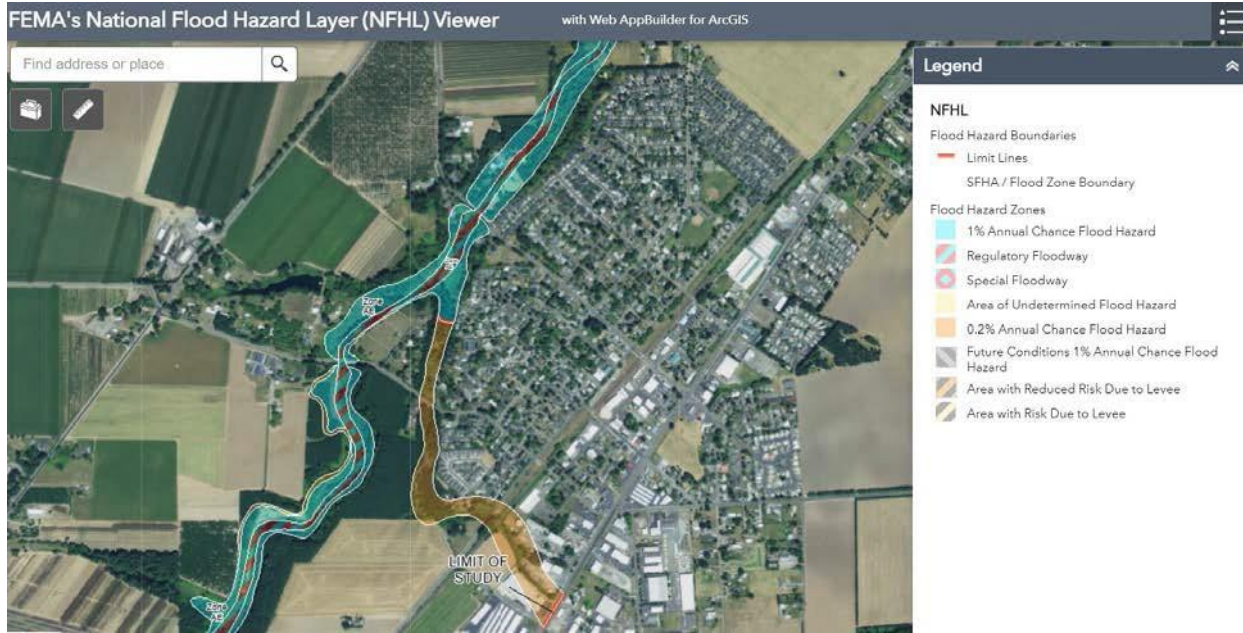 FEMA's National Flood Hazard Layer (NFHL) Viewer
with Web AppBuilder for ArcGIS
Find address or place
Legend
NFHL
Flood Hazard Boundaries
Limit Lines
SFHA / Flood Zone Boundary
Flood Hazard Zones
1% Annual Chance Flood Hazard
Regulatory Floodway
Special Floodway
Area of Undetermined Flood Hazard
0.2% Annual Chance Flood Hazard
Future Conditions 1% Annual Chance Flood
Hazard
Area with Reduced Risk Due to Levee
Area with Risk Due to Levee
Zone
AE
LIMIT OF
STUDY
Zone
AE